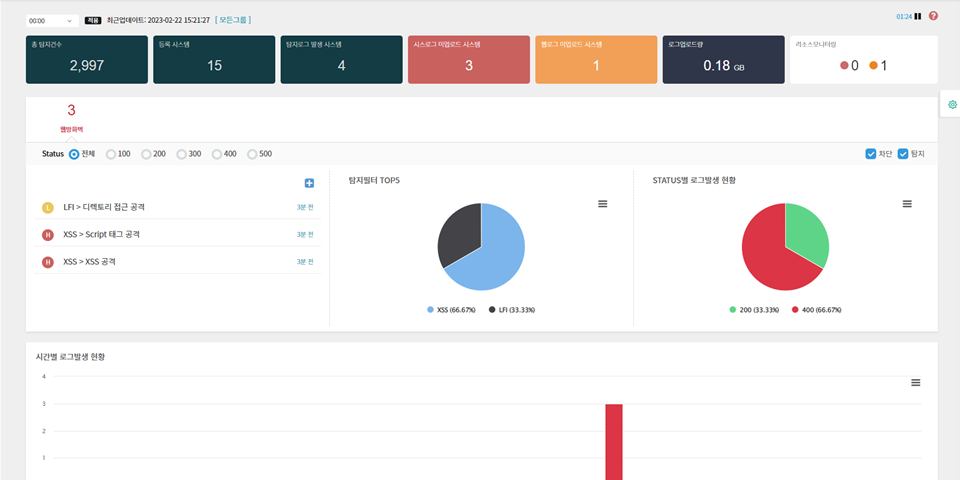 00:00 적용 최근업데이트: 2023-02-22 15:21:27 [ 모든그룹 ] 01:24 ?
총 탐지건수 등록 시스템 탐지로그 발생 시스템 시스로그 미업로드 시스템 웹로그 미업로드 시스템 로그업로드량 리소스모니터링
2,997 15 4 3 1 0.18 GB 0 1
3
웹방화벽
Status 전체 100 200 300 400 500 차단 탐지
탐지필터 TOP5 STATUS별 로그발생 현황
L LFI > 디렉토리 접근 공격 3분 전
H XSS > Script 태그 공격 3분 전
H XSS > XSS 공격 3분 전
XSS (66.67%) LFI (33.33%) 200 (33.33%) 400 (66.67%)
시간별 로그발생 현황
4
3
2
1